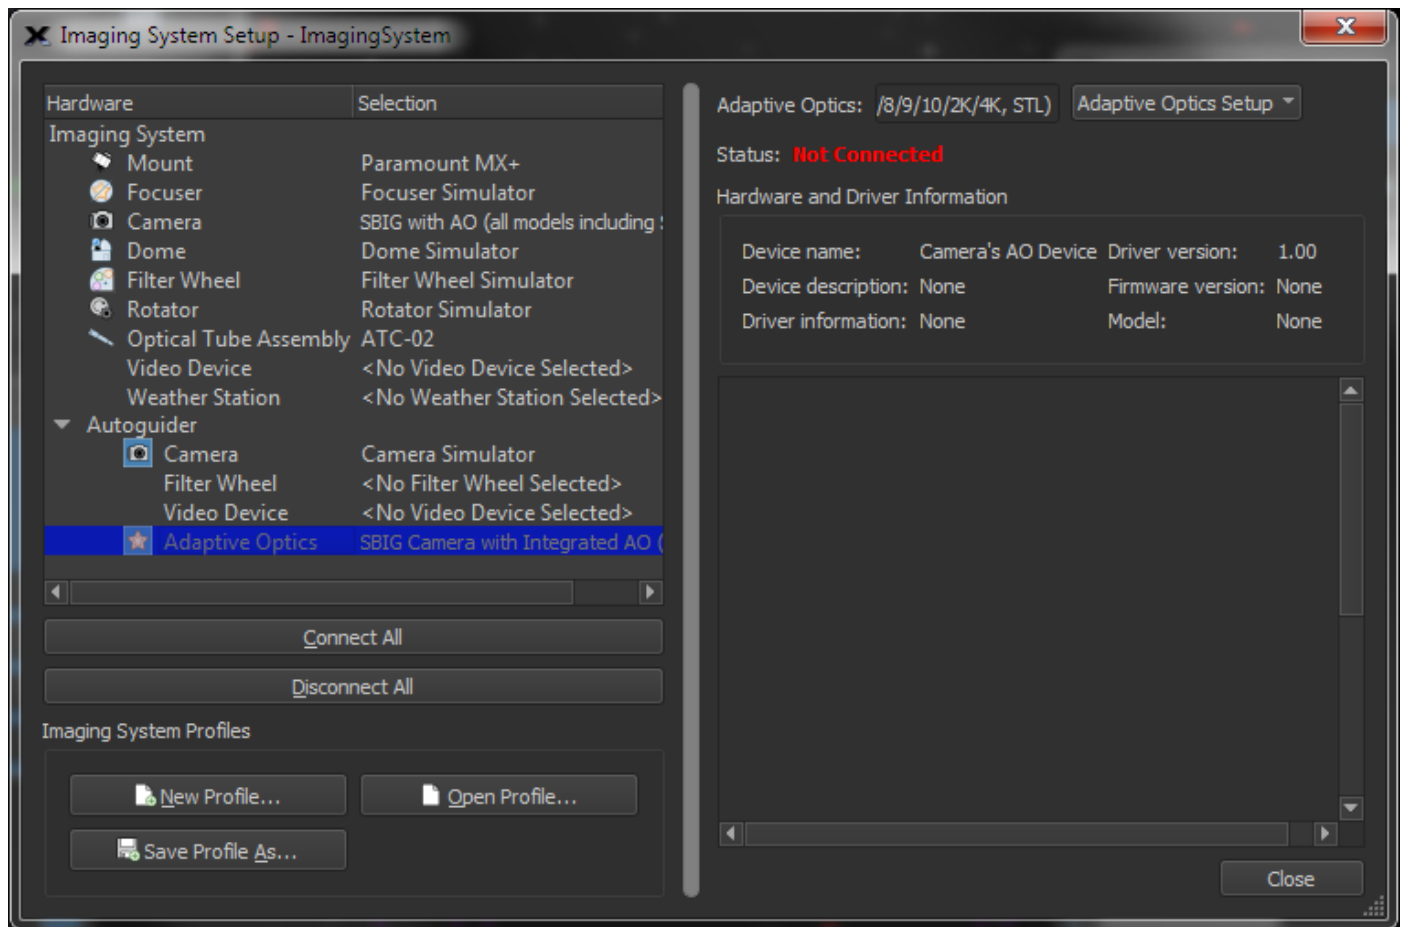 Imaging System Setup - ImagingSystem
Hardware Selection
Imaging System
Mount Paramount MX+
Focuser Focuser Simulator
Camera SBIG with AO (all models including
Dome Dome Simulator
Filter Wheel Filter Wheel Simulator
Rotator Rotator Simulator
Optical Tube Assembly ATC-02
Video Device <No Video Device Selected>
Weather Station <No Weather Station Selected>
Autoguider
Camera Camera Simulator
Filter Wheel <No Filter Wheel Selected>
Video Device <No Video Device Selected>
Adaptive Optics SBIG Camera with Integrated AO (
Connect All
Disconnect All
Imaging System Profiles
New Profile...
Open Profile...
Save Profile As...
Adaptive Optics: /8/9/10/2K/4K, STL) Adaptive Optics Setup
Status: Not Connected
Hardware and Driver Information
Device name: Camera's AO Device Driver version: 1.00
Device description: None Firmware version: None
Driver information: None Model: None
Close